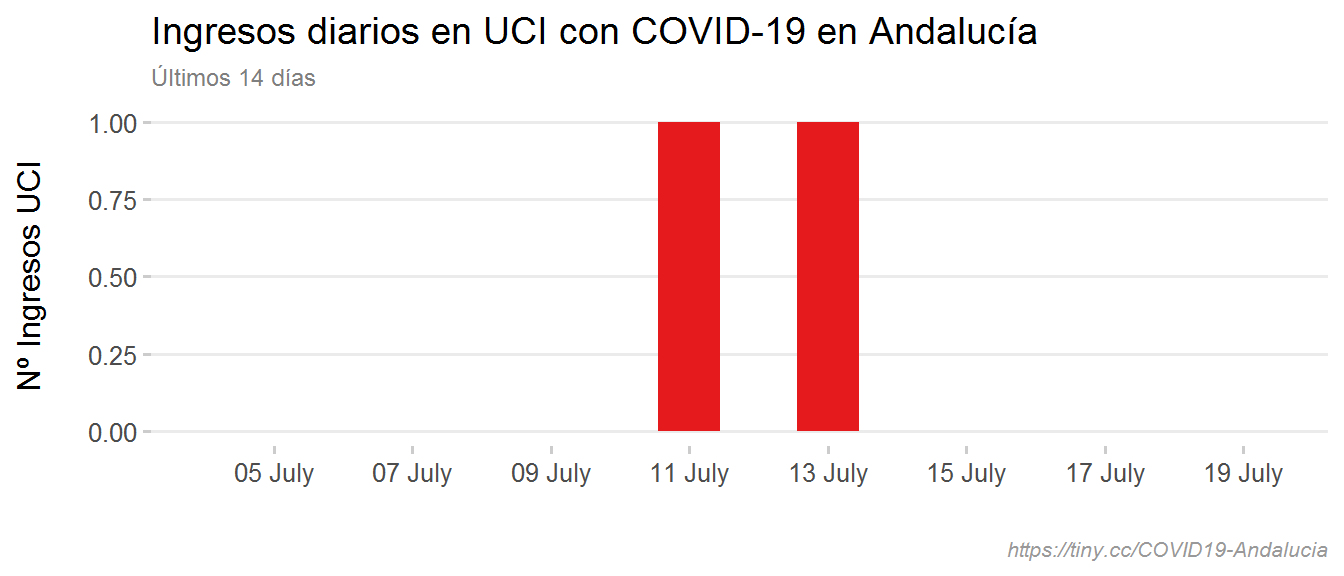 Ingresos diarios en UCI con COVID-19 en Andalucía
Últimos 14 días
Nº Ingresos UCI
1.00
0.75
0.50
0.25
0.00
05 July 07 July 09 July 11 July 13 July 15 July 17 July 19 July
https://tiny.cc/COVID19-Andalucia